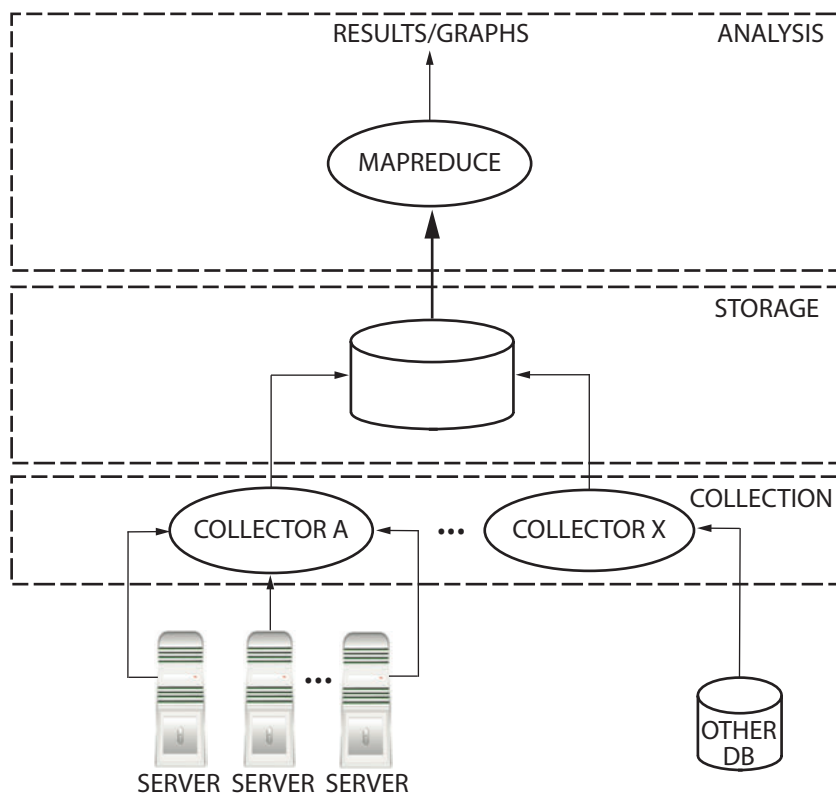 RESULTS/GRAPHS
ANALYSIS
MAPREDUCE
STORAGE
COLLECTION
COLLECTOR A
...
COLLECTOR X
...
OTHER
DB
SERVER SERVER SERVER